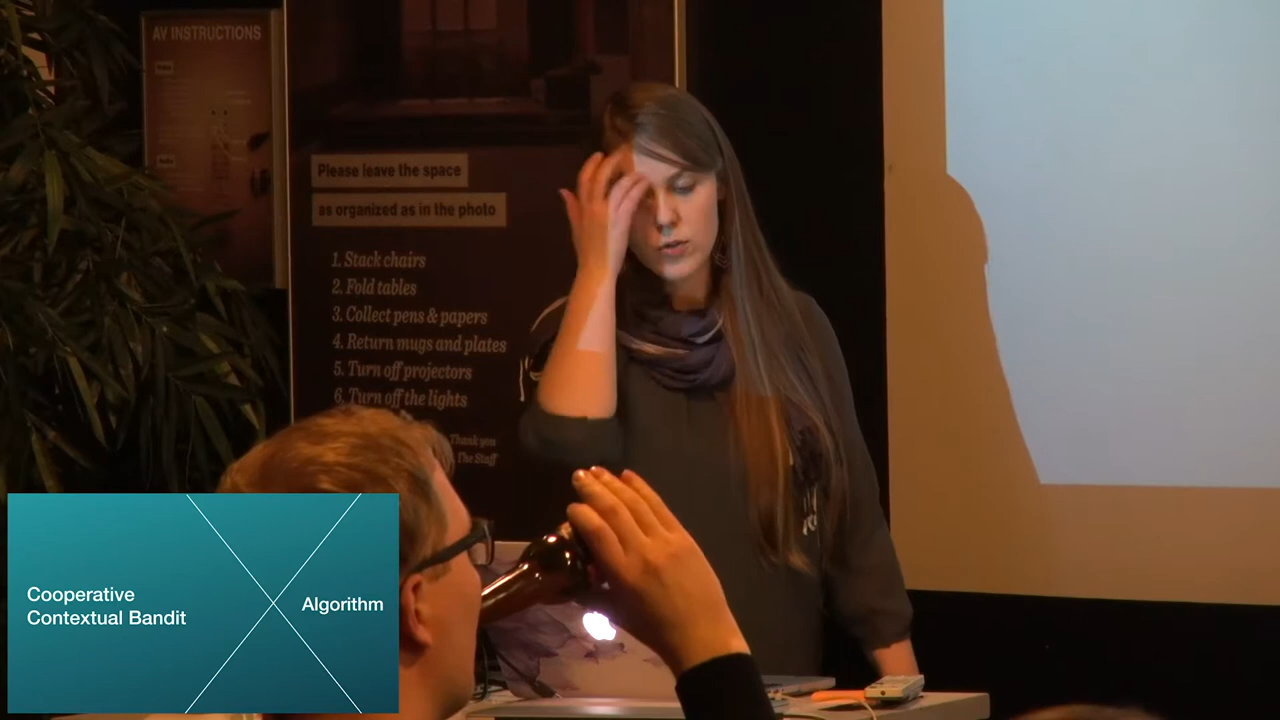 AV INSTRUCTIONS
Please leave the space
as organized as in the photo
1. Stack chairs
2. Fold tables
3. Collect pens & papers
4. Return mugs and plates
5. Turn off projectors
6. Turn off the lights
Thank you
The Staff
Cooperative
Contextual Bandit
Algorithm